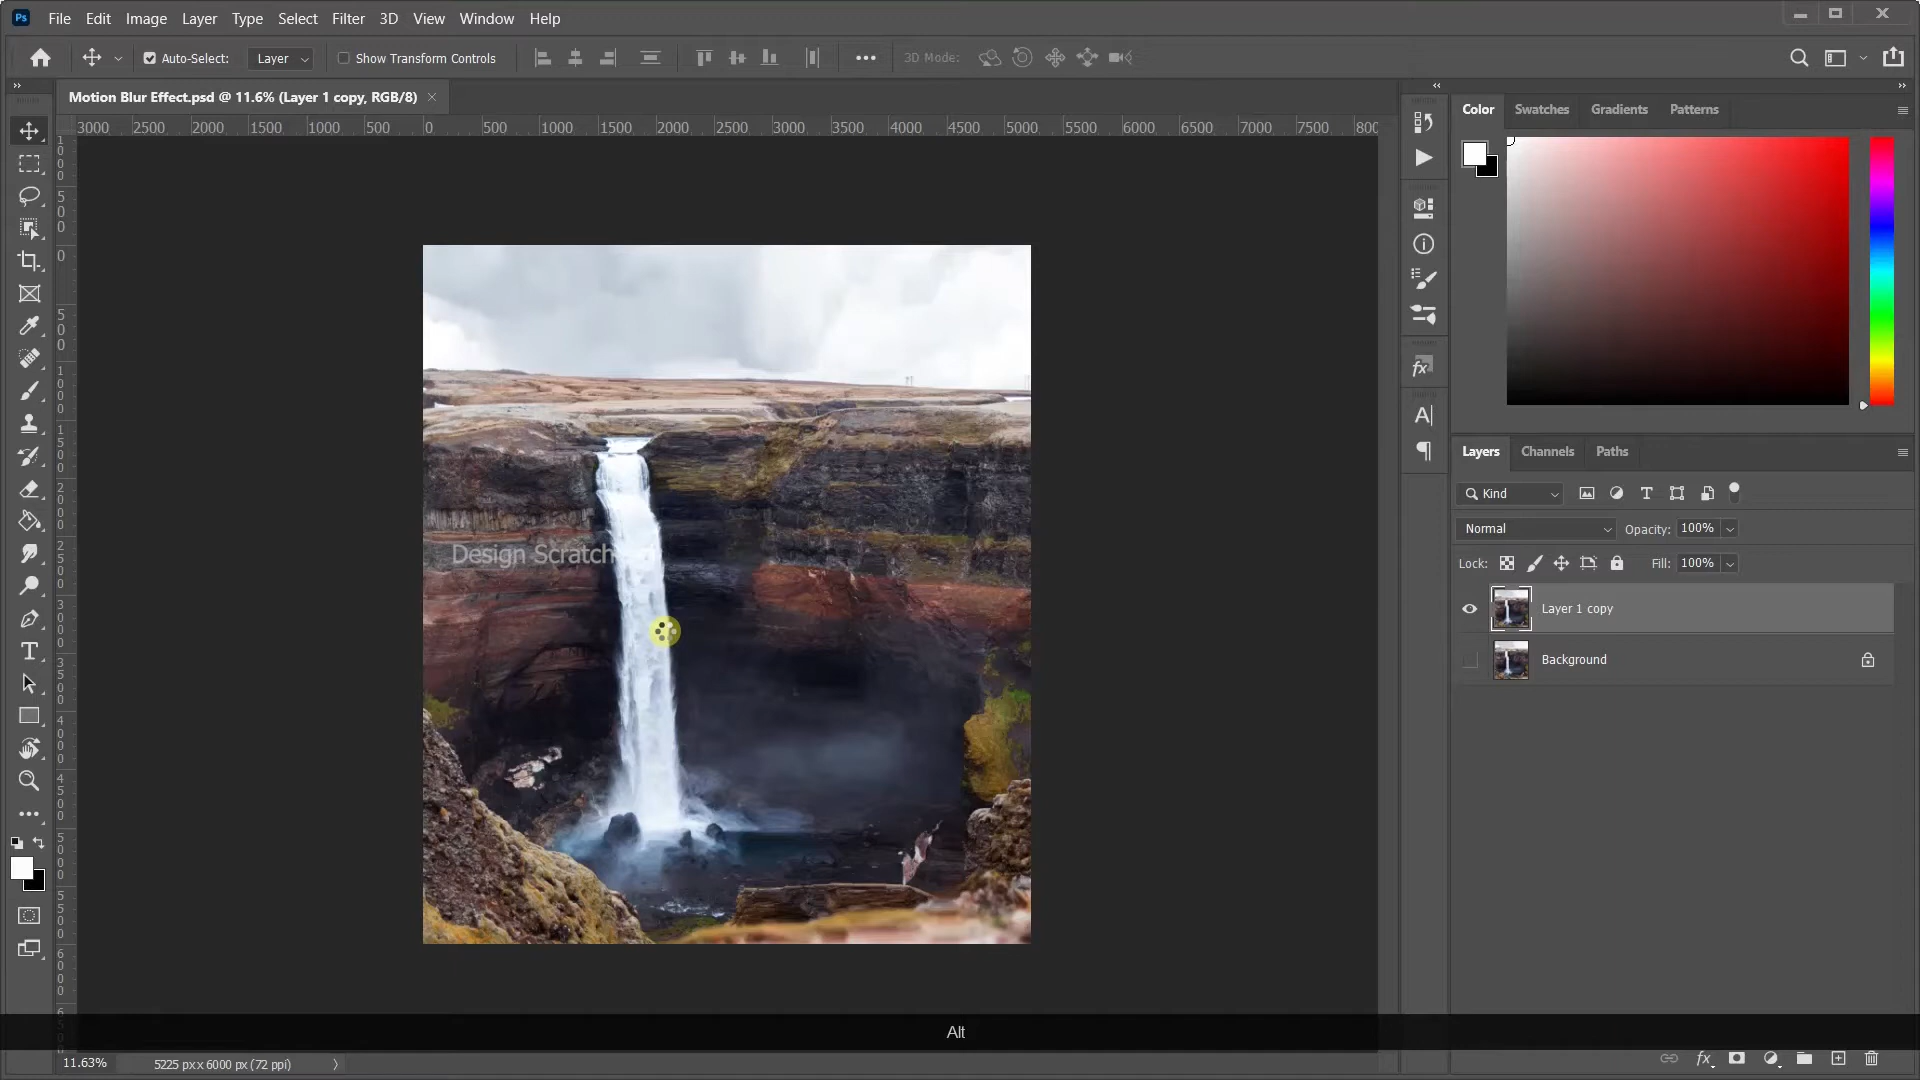 Ps File Edit Image Layer Type Select Filter 3D View Window Help
Auto-Select: Layer Show Transform Controls 3D Mode:
Motion Blur Effect.psd @ 11.6% (Layer 1 copy, RGB/8)
3000 2500 2000 1500 1000 500 0 500 1000 1500 2000 2500 3000 3500 4000 4500 5000 5500 6000 6500 7000 7500 800
Color Swatches Gradients Patterns
Design Scratch
Layers Channels Paths
Kind
Normal Opacity: 100%
Lock: Fill: 100%
Layer 1 copy
Background
Alt
11.63% 5225 px x 6000 px (72 ppi)